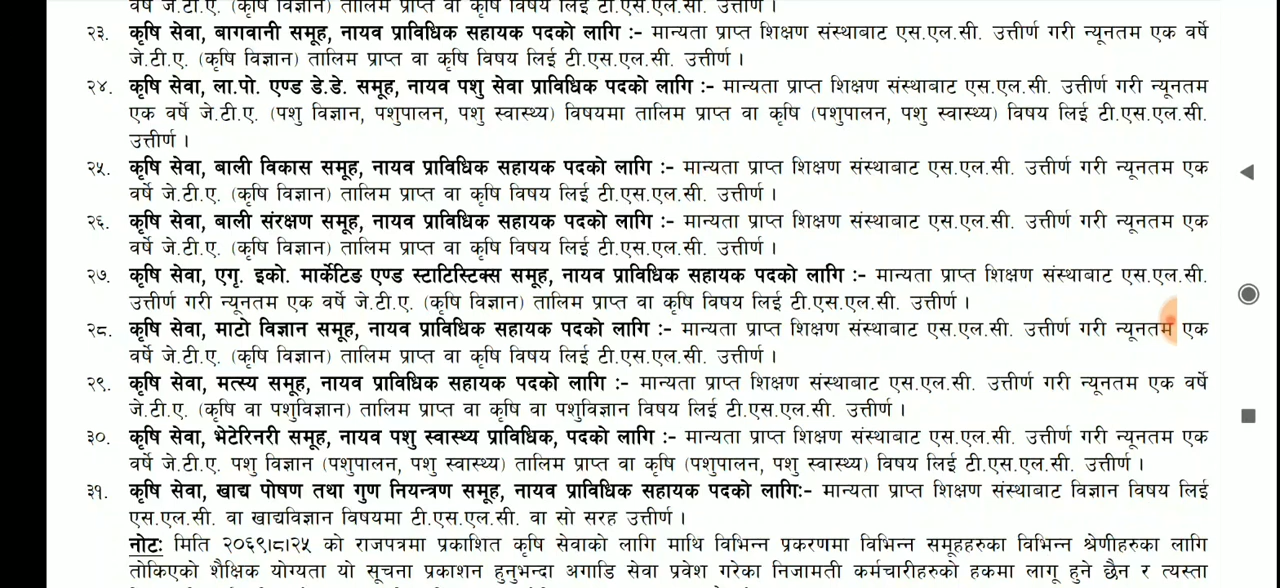 वर्षे जे.टी.ए. (कृषि विज्ञान) तालिम प्राप्त वा कृषि विषय लिई टी.एस.एल.सी. उत्तीर्ण ।
२३. कृषि सेवा, बागवानी समूह, नायव प्राविधिक सहायक पदको लागि :- मान्यता प्राप्त शिक्षण संस्थाबाट एस.एल.सी. उत्तीर्ण गरी न्यूनतम एक वर्षे
जे.टी.ए. (कृषि विज्ञान) तालिम प्राप्त वा कृषि विषय लिई टी.एस.एल.सी. उत्तीर्ण ।
२४. कृषि सेवा, ला.पो. एण्ड डे.डे. समूह, नायव पशु सेवा प्राविधिक पदको लागि :- मान्यता प्राप्त शिक्षण संस्थाबाट एस.एल.सी. उत्तीर्ण गरी न्यूनतम
एक वर्षे जे.टी.ए. (पशु विज्ञान, पशुपालन, पशु स्वास्थ्य) विषयमा तालिम प्राप्त वा कृषि (पशुपालन, पशु स्वास्थ्य) विषय लिई टी.एस.एल.सी.
उत्तीर्ण ।
२५. कृषि सेवा, बाली विकास समूह, नायव प्राविधिक सहायक पदको लागि :- मान्यता प्राप्त शिक्षण संस्थाबाट एस.एल.सी. उत्तीर्ण गरी न्यूनतम एक
वर्षे जे.टी.ए. (कृषि विज्ञान) तालिम प्राप्त वा कृषि विषय लिई टी.एस.एल.सी. उत्तीर्ण ।
२६. कृषि सेवा, बाली संरक्षण समूह, नायव प्राविधिक सहायक पदको लागि :- मान्यता प्राप्त शिक्षण संस्थाबाट एस.एल.सी. उत्तीर्ण गरी न्यूनतम एक
वर्षे जे.टी.ए. (कृषि विज्ञान) तालिम प्राप्त वा कृषि विषय लिई टी.एस.एल.सी. उत्तीर्ण ।
२७. कृषि सेवा, एगृ. इको. मार्केटिङ एण्ड स्टाटिस्टिक्स समूह, नायव प्राविधिक सहायक पदको लागि :- मान्यता प्राप्त शिक्षण संस्थाबाट एस.एल.सी.
उत्तीर्ण गरी न्यूनतम एक वर्षे जे.टी.ए. (कृषि विज्ञान) तालिम प्राप्त वा कृषि विषय लिई टी.एस.एल.सी. उत्तीर्ण ।
२८. कृषि सेवा, माटो विज्ञान समूह, नायव प्राविधिक सहायक पदको लागि :- मान्यता प्राप्त शिक्षण संस्थाबाट एस.एल.सी. उत्तीर्ण गरी न्यूनतम एक
वर्षे जे.टी.ए. (कृषि विज्ञान) तालिम प्राप्त वा कृषि विषय लिई टी.एस.एल.सी. उत्तीर्ण ।
२९. कृषि सेवा, मत्स्य समूह, नायव प्राविधिक सहायक पदको लागि :- मान्यता प्राप्त शिक्षण संस्थाबाट एस.एल.सी. उत्तीर्ण गरी न्यूनतम एक वर्षे
जे.टी.ए. (कृषि वा पशुविज्ञान) तालिम प्राप्त वा कृषि वा पशुविज्ञान विषय लिई टी.एस.एल.सी. उत्तीर्ण ।
३०. कृषि सेवा, भेटेरिनरी समूह, नायव पशु स्वास्थ्य प्राविधिक, पदको लागि :- मान्यता प्राप्त शिक्षण संस्थाबाट एस.एल.सी. उत्तीर्ण गरी न्यूनतम एक
वर्षे जे.टी.ए. पशु विज्ञान (पशुपालन, पशु स्वास्थ्य) तालिम प्राप्त वा कृषि (पशुपालन, पशु स्वास्थ्य) विषय लिई टी.एस.एल.सी. उत्तीर्ण ।
३१. कृषि सेवा, खाद्य पोषण तथा गुण नियन्त्रण समूह, नायव प्राविधिक सहायक पदको लागि:- मान्यता प्राप्त शिक्षण संस्थाबाट विज्ञान विषय लिई
एस.एल.सी. वा खाद्यविज्ञान विषयमा टी.एस.एल.सी. वा सो सरह उत्तीर्ण ।
नोट: मिति २०६९।८।२५ को राजपत्रमा प्रकाशित कृषि सेवाको लागि माथि विभिन्न प्रकरणमा विभिन्न समूहहरुका विभिन्न श्रेणीहरुका लागि
तोकिएको शैक्षिक योग्यता यो सूचना प्रकाशन हुनुभन्दा अगाडि सेवा प्रवेश गरेका निजामती कर्मचारीहरुको हकमा लागू हुने छैन र त्यस्ता